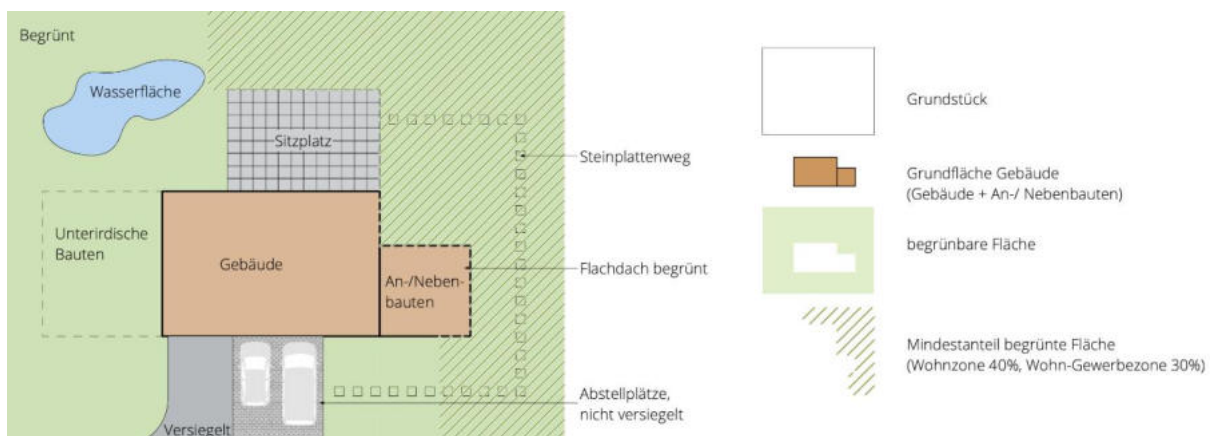 Begrünt
Wasserfläche
Sitzplatz
Steinplattenweg
Unterirdische
Bauten
Gebäude
An-/Neben-
bauten
Flachdach begrünt
Abstellplätze,
nicht versiegelt
Versiegelt
Grundstück
Grundfläche Gebäude
(Gebäude + An-/ Nebenbauten)
begrünbare Fläche
Mindestanteil begrünte Fläche
(Wohnzone 40%, Wohn-Gewerbezone 30%)